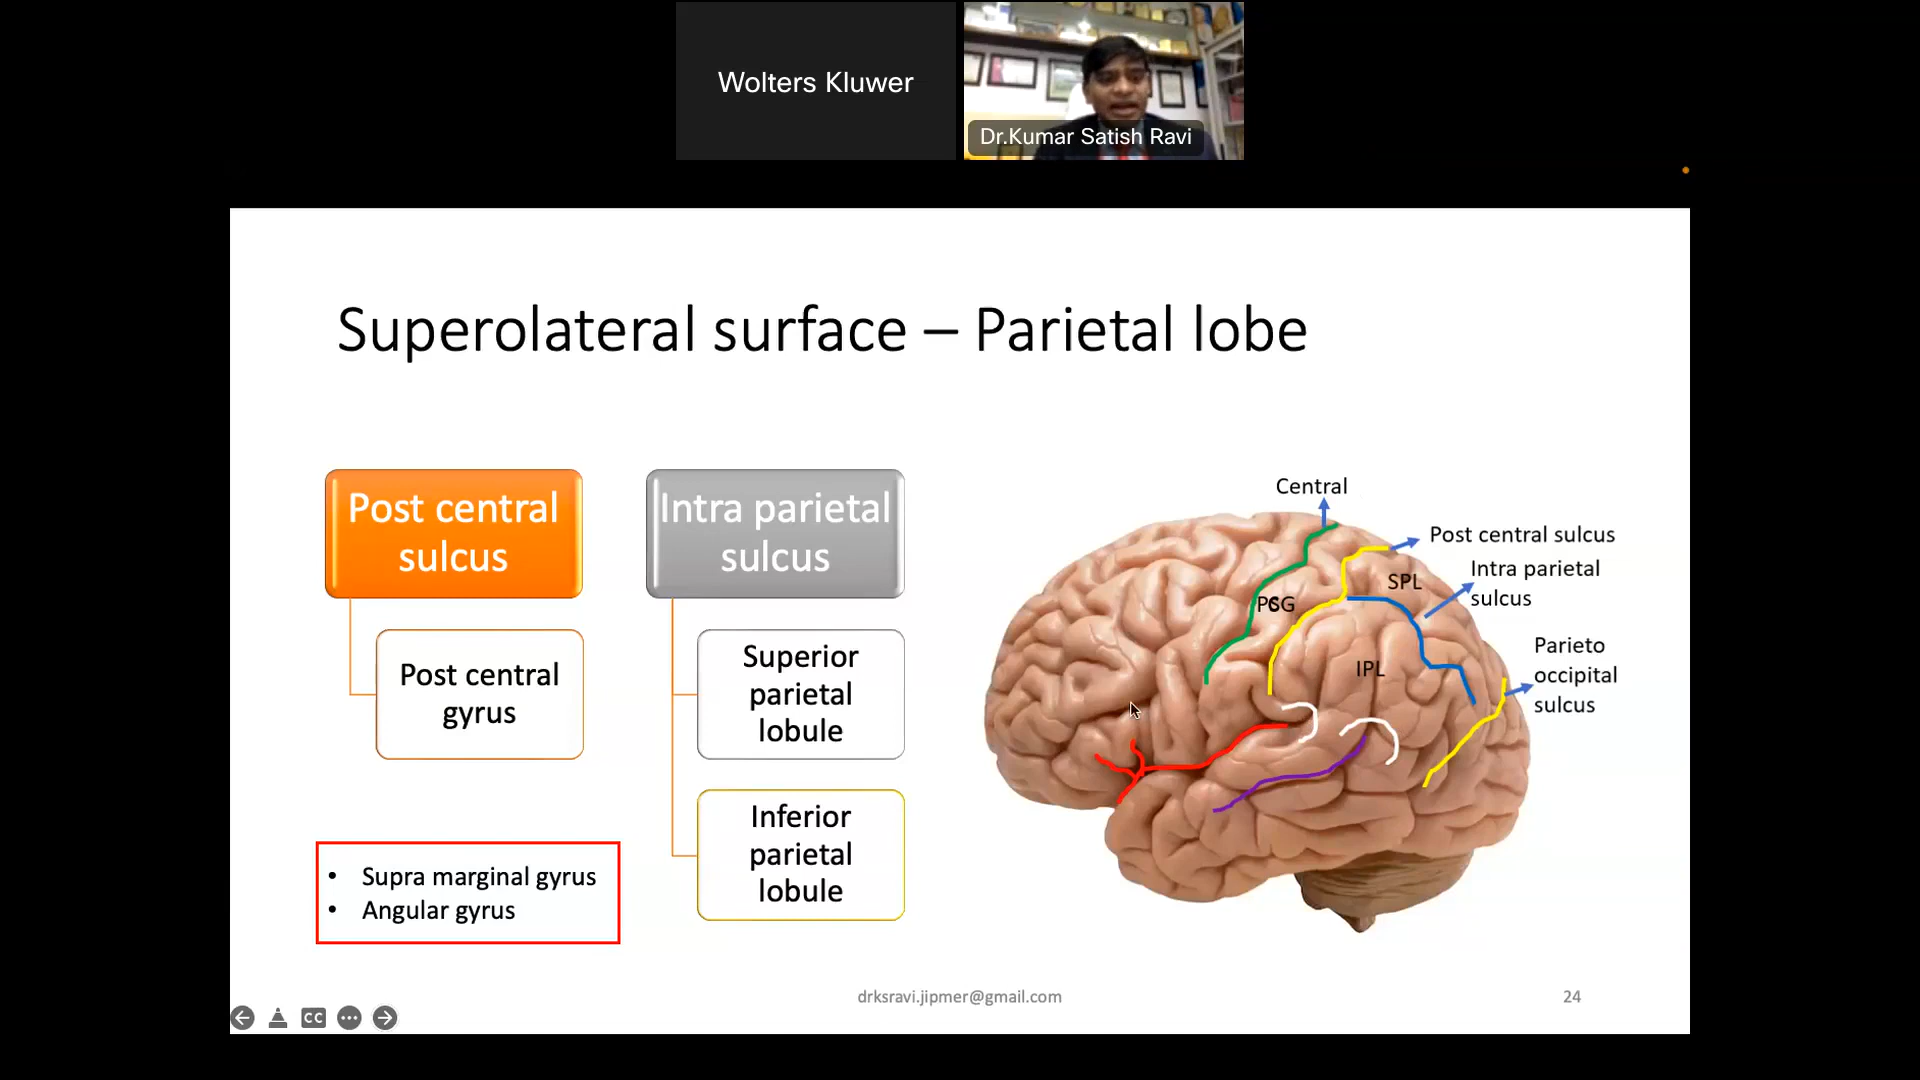 Wolters Kluwer
Dr.Kumar Satish Ravi
Superolateral surface – Parietal lobe
Post central
sulcus
Post central
gyrus
Intra parietal
sulcus
Superior
parietal
lobule
Inferior
parietal
lobule
• Supra marginal gyrus
• Angular gyrus
Central
Post central sulcus
Intra parietal
sulcus
Parieto
occipital
sulcus
SPL
IPL
drksravi.jipmer@gmail.com
24
CC